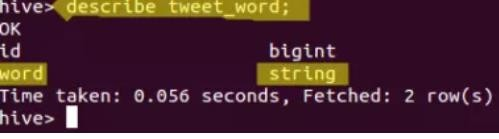 hive> describe tweet_word;
OK
id bigint
word string
Time taken: 0.056 seconds, Fetched: 2 row(s)
hive>